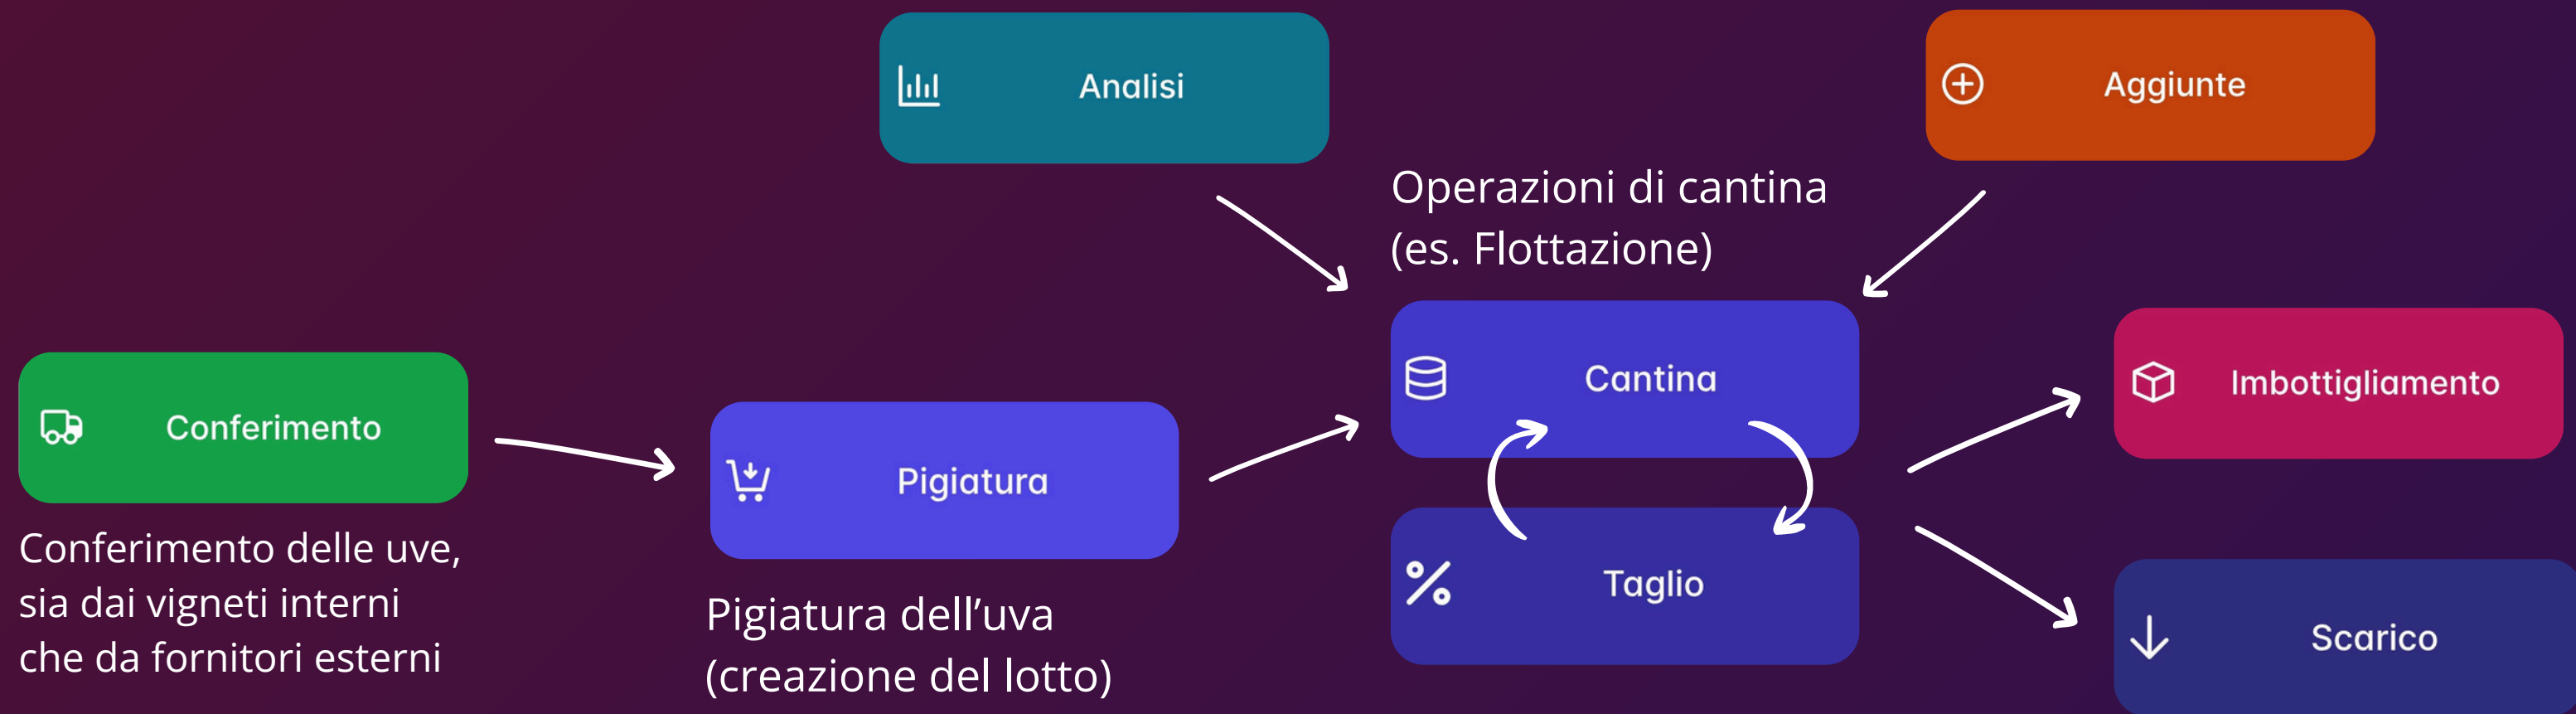 Analisi
Aggiunte
Operazioni di cantina
(es. Flottazione)
Cantina
Imbottigliamento
Conferimento
Pigiatura
Conferimento delle uve,
sia dai vigneti interni
che da fornitori esterni
Taglio
Pigiatura dell’uva
(creazione del lotto)
Scarico